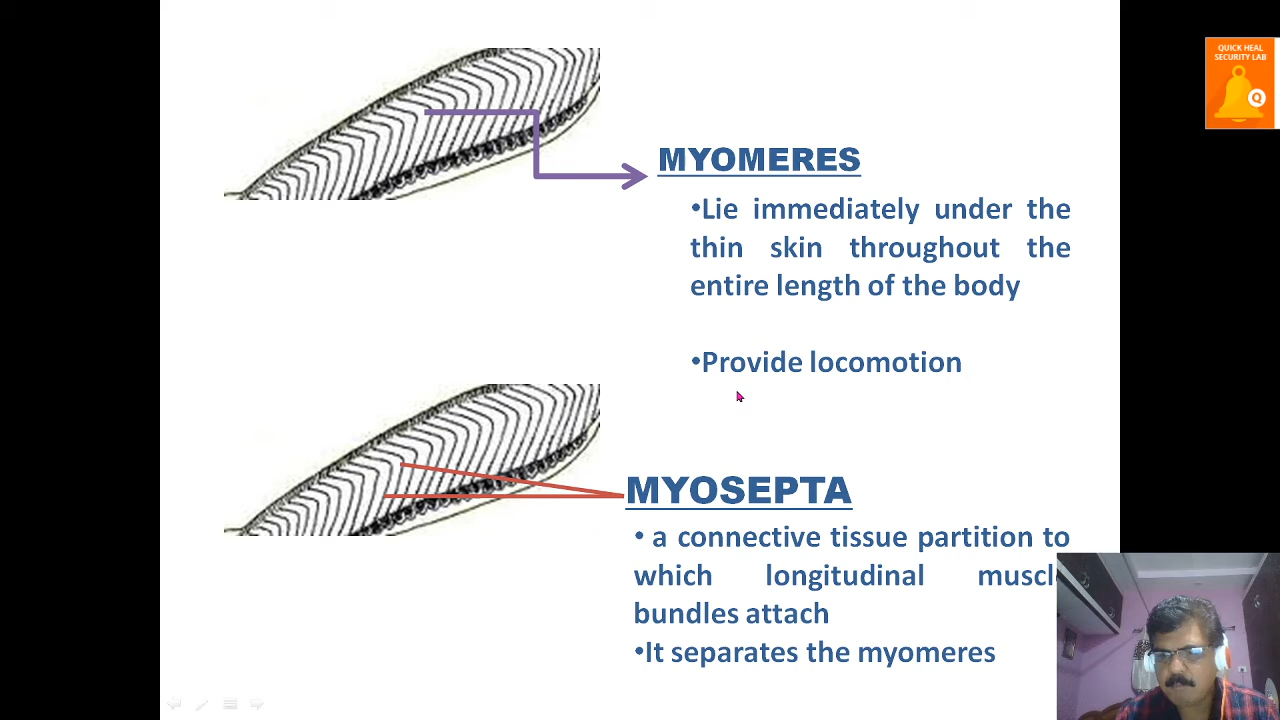 QUICK HEAL
SECURITY LAB
MYOMERES
•Lie immediately under the
thin skin throughout the
entire length of the body
•Provide locomotion
MYOSEPTA
• a connective tissue partition to
which longitudinal
bundles attach
•It separates the myomeres